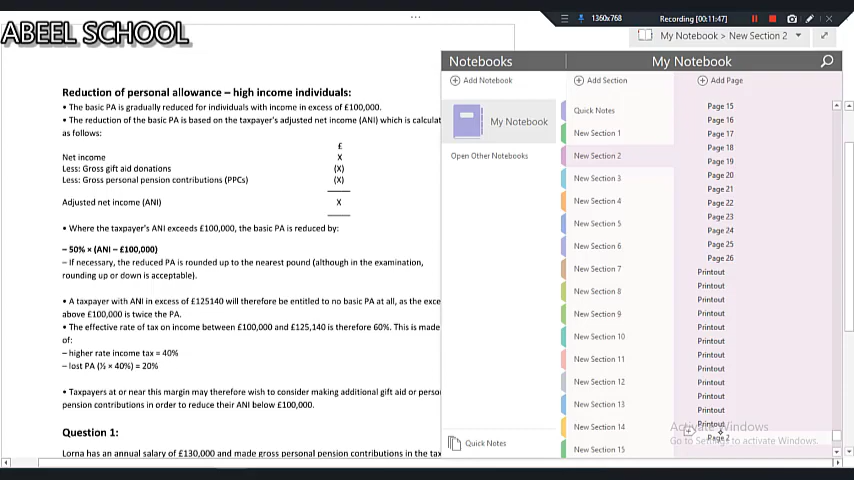 1360x768
Recording [00:11:47]
ABEEL SCHOOL
My Notebook > New Section 2
Notebooks
My Notebook
Add Notebook
Add Section
Add Page
My Notebook
Open Other Notebooks
Quick Notes
Quick Notes
New Section 1
New Section 2
New Section 3
New Section 4
New Section 5
New Section 6
New Section 7
New Section 8
New Section 9
New Section 10
New Section 11
New Section 12
New Section 13
New Section 14
New Section 15
Page 15
Page 16
Page 17
Page 18
Page 19
Page 20
Page 21
Page 22
Page 23
Page 24
Page 25
Page 26
Printout
Printout
Printout
Printout
Printout
Printout
Printout
Printout
Printout
Printout
Printout
Printout
Page 2
Activate Windows
Go to Settings to activate Windows.
Reduction of personal allowance – high income individuals:
• The basic PA is gradually reduced for individuals with income in excess of £100,000.
• The reduction of the basic PA is based on the taxpayer's adjusted net income (ANI) which is calculat
as follows:
£
Net income X
Less: Gross gift aid donations (X)
Less: Gross personal pension contributions (PPCs) (X)
Adjusted net income (ANI) X
• Where the taxpayer's ANI exceeds £100,000, the basic PA is reduced by:
– 50% × (ANI – £100,000)
– If necessary, the reduced PA is rounded up to the nearest pound (although in the examination,
rounding up or down is acceptable).
• A taxpayer with ANI in excess of £125140 will therefore be entitled to no basic PA at all, as the exce
above £100,000 is twice the PA.
• The effective rate of tax on income between £100,000 and £125,140 is therefore 60%. This is made
of:
– higher rate income tax = 40%
– lost PA (½ × 40%) = 20%
• Taxpayers at or near this margin may therefore wish to consider making additional gift aid or perso
pension contributions in order to reduce their ANI below £100,000.
Question 1:
Lorna has an annual salary of £130,000 and made gross personal pension contributions in the tax